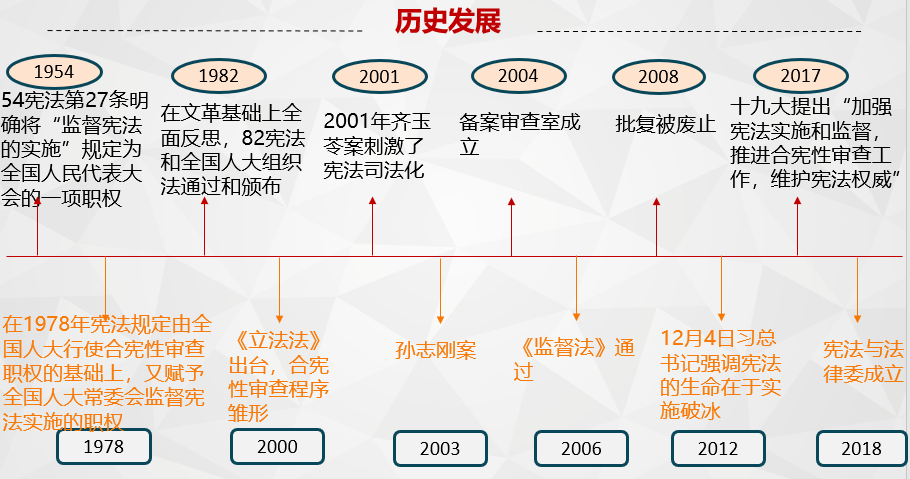 历史发展
1954
54宪法第27条明
确将“监督宪法
的实施”规定为
全国人民代表大
会的一项职权
1982
在文革基础上全
面反思，82宪法
和全国人大组织
法通过和颁布
2001
2001年齐玉
苓案刺激了
宪法司法化
2004
备案审查室成
立
2008
批复被废止
2017
十九大提出“加强
宪法实施和监督，
推进合宪性审查工
作，维护宪法权威”
在1978年宪法规定由全
国人大行使合宪性审查
职权的基础上，又赋予
全国人大常委会监督宪
法实施的职权
1978
《立法法》
出台，合宪
性审查程序
雏形
2000
孙志刚案
2003
《监督法》通
过
2006
12月4日习总
书记强调宪法
的生命在于实
施破冰
2012
宪法与法
律委成立
2018